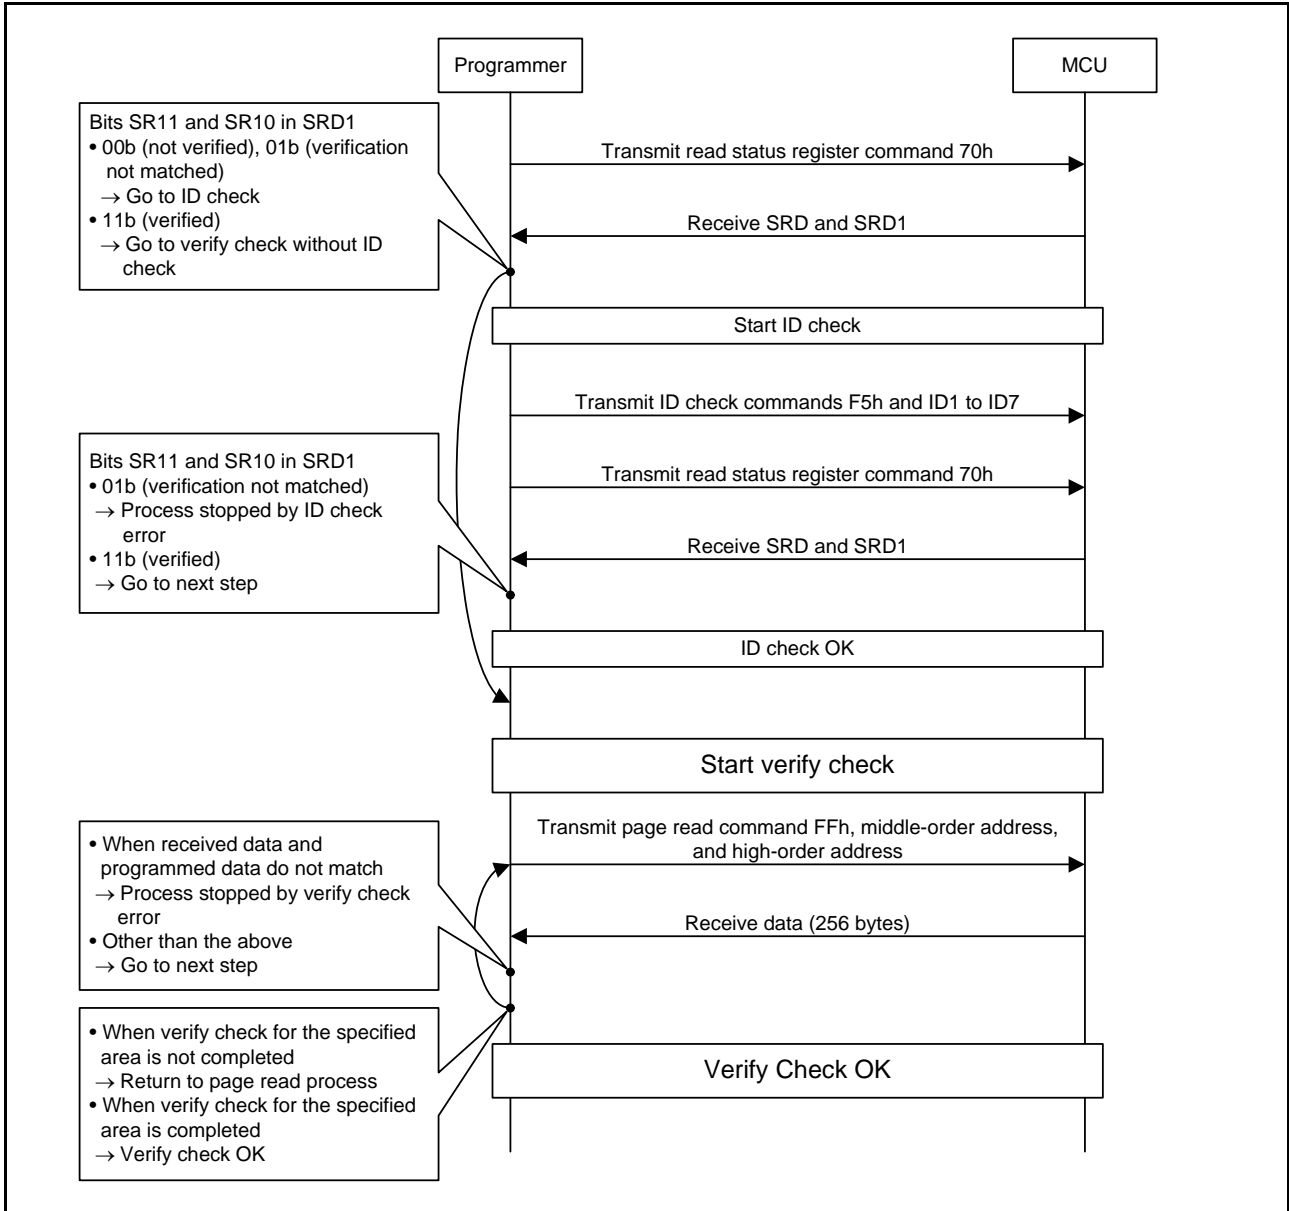 Programmer
MCU
Bits SR11 and SR10 in SRD1
• 00b (not verified), 01b (verification
not matched)
→ Go to ID check
• 11b (verified)
→ Go to verify check without ID
check
Transmit read status register command 70h
Receive SRD and SRD1
Start ID check
Transmit ID check commands F5h and ID1 to ID7
Bits SR11 and SR10 in SRD1
• 01b (verification not matched)
→ Process stopped by ID check
error
• 11b (verified)
→ Go to next step
Transmit read status register command 70h
Receive SRD and SRD1
ID check OK
Start verify check
Transmit page read command FFh, middle-order address,
and high-order address
• When received data and
programmed data do not match
→ Process stopped by verify check
error
• Other than the above
→ Go to next step
Receive data (256 bytes)
• When verify check for the specified
area is not completed
→ Return to page read process
• When verify check for the specified
area is completed
→ Verify check OK
Verify Check OK